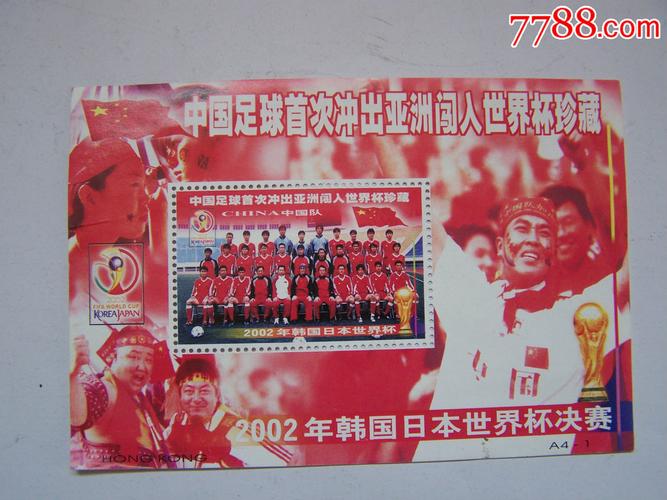 7788.com
中国足球首次冲出亚洲闯入世界杯珍藏
中国足球首次冲出亚洲闯入世界杯珍藏
CHINA中国队
2002年韩国日本世界杯
FIFA WORLD CUP
KOREAJAPAN
中国
2002年韩国日本世界杯决赛
HONG KONG
A4-1